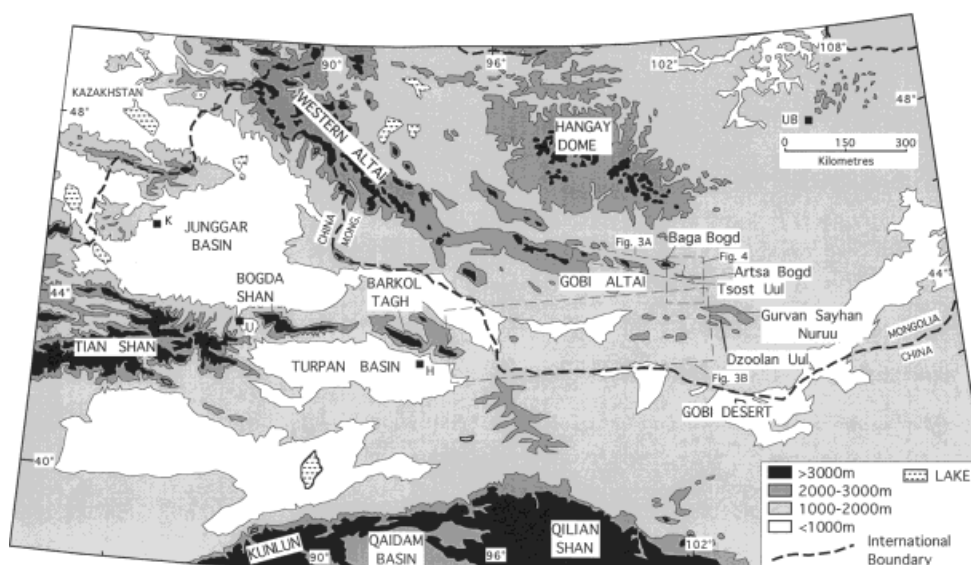 90°
96°
102°
108°
KAZAKHSTAN
48°
48°
WESTERN ALTAI
HANGAY
DOME
UB
0 150 300
Kilometres
K
JUNGGAR
BASIN
CHINA
MONG.
Fig. 3A
Baga Bogd
Fig. 4
Artsa Bogd
44°
GOBI ALTAI
Tsost Uul
BOGDA
SHAN
BARKOL
TAGH
44°
Gurvan Sayhan
Nuruu
U
TIAN SHAN
MONGOLIA
CHINA
TURPAN BASIN
H
Dzoolan Uul
Fig. 3B
GOBI DESERT
40°
>3000m
LAKE
2000-3000m
1000-2000m
<1000m
International
Boundary
KUNLUN
90°
QAIDAM
BASIN
96°
QILIAN
SHAN
102°